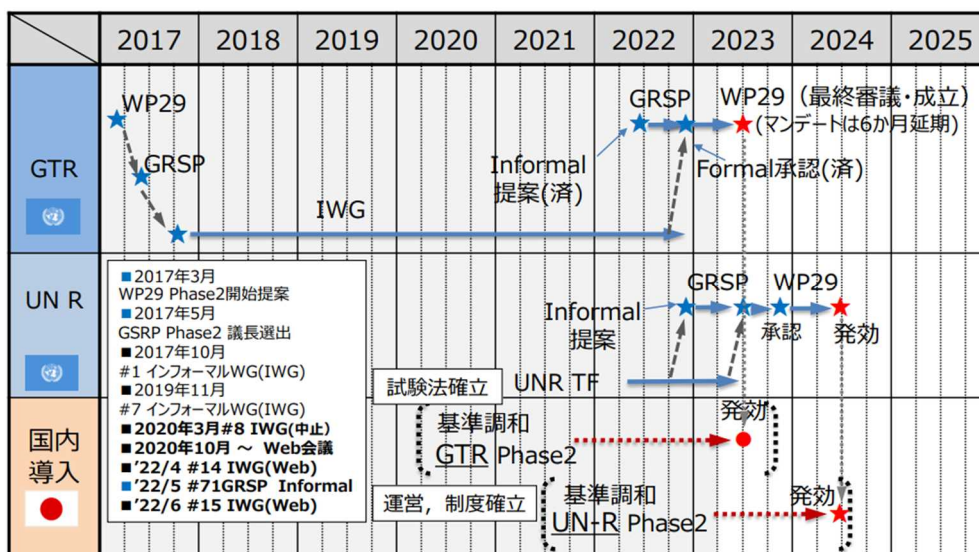 2017 2018 2019 2020 2021 2022 2023 2024 2025
GTR
WP29
GRSP
IWG
GRSP
WP29（最終審議・成立）
(マンデートは6か月延期)
Informal
提案(済)
Formal承認(済)
UN R
■2017年3月
WP29 Phase2開始提案
■2017年5月
GSRP Phase2 議長選出
■2017年10月
#1 インフォーマルWG(IWG)
■2019年11月
#7 インフォーマルWG(IWG)
■2020年3月#8 IWG(中止)
■2020年10月 ～ Web会議
■’22/4 #14 IWG(Web)
■’22/5 #71GRSP Informal
■’22/6 #15 IWG(Web)
GRSP
WP29
Informal
提案
承認
発効
試験法確立
UNR TF
国内
導入
基準調和
GTR Phase2
発効
運営，制度確立
基準調和
UN-R Phase2
発効